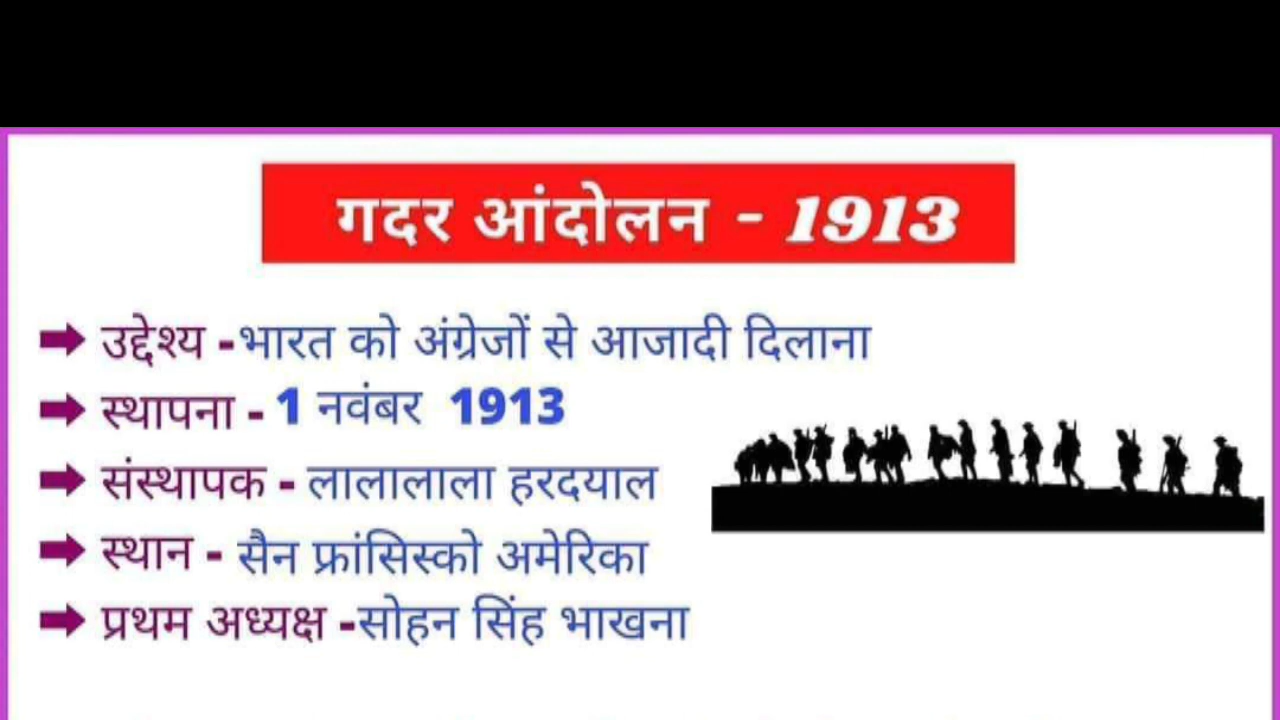 गदर आंदोलन - 1913
➡ उद्देश्य -भारत को अंग्रेजों से आजादी दिलाना
➡ स्थापना - 1 नवंबर 1913
➡ संस्थापक - लालालाला हरदयाल
➡ स्थान - सैन फ्रांसिस्को अमेरिका
➡ प्रथम अध्यक्ष -सोहन सिंह भाखना